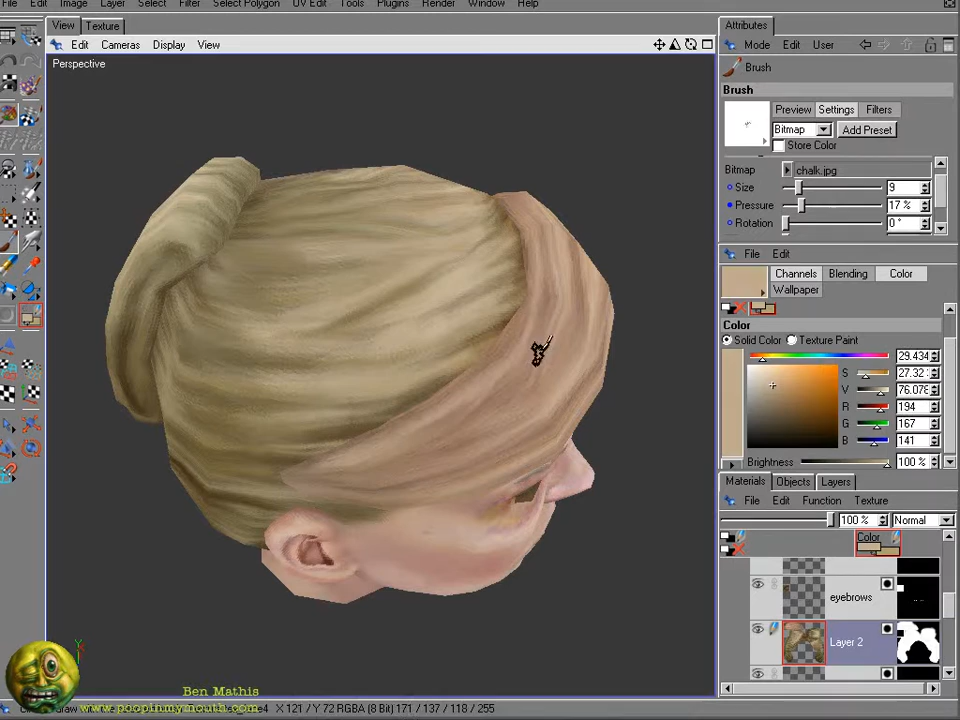 File Edit Image Layer Select Filter Select Polygon UV Edit Tools Plugins Render Window Help
View Texture
Edit Cameras Display View
Perspective
Attributes
Mode Edit User
Brush
Brush
Preview Settings Filters
Bitmap Add Preset
Store Color
Bitmap chalk.jpg
Size 9
Pressure 17 %
Rotation 0°
File Edit
Channels Blending Color
Wallpaper
Color
Solid Color Texture Paint
29.434
S 27.32
V 76.078
R 194
G 167
B 141
Brightness 100 %
Materials Objects Layers
File Edit Function Texture
100 % Normal
Color
eyebrows
Layer 2
Ben Mathis
www.poopinmymouth.com
X 121 / Y 72 RGBA (8 Bit) 171 / 137 / 118 / 255